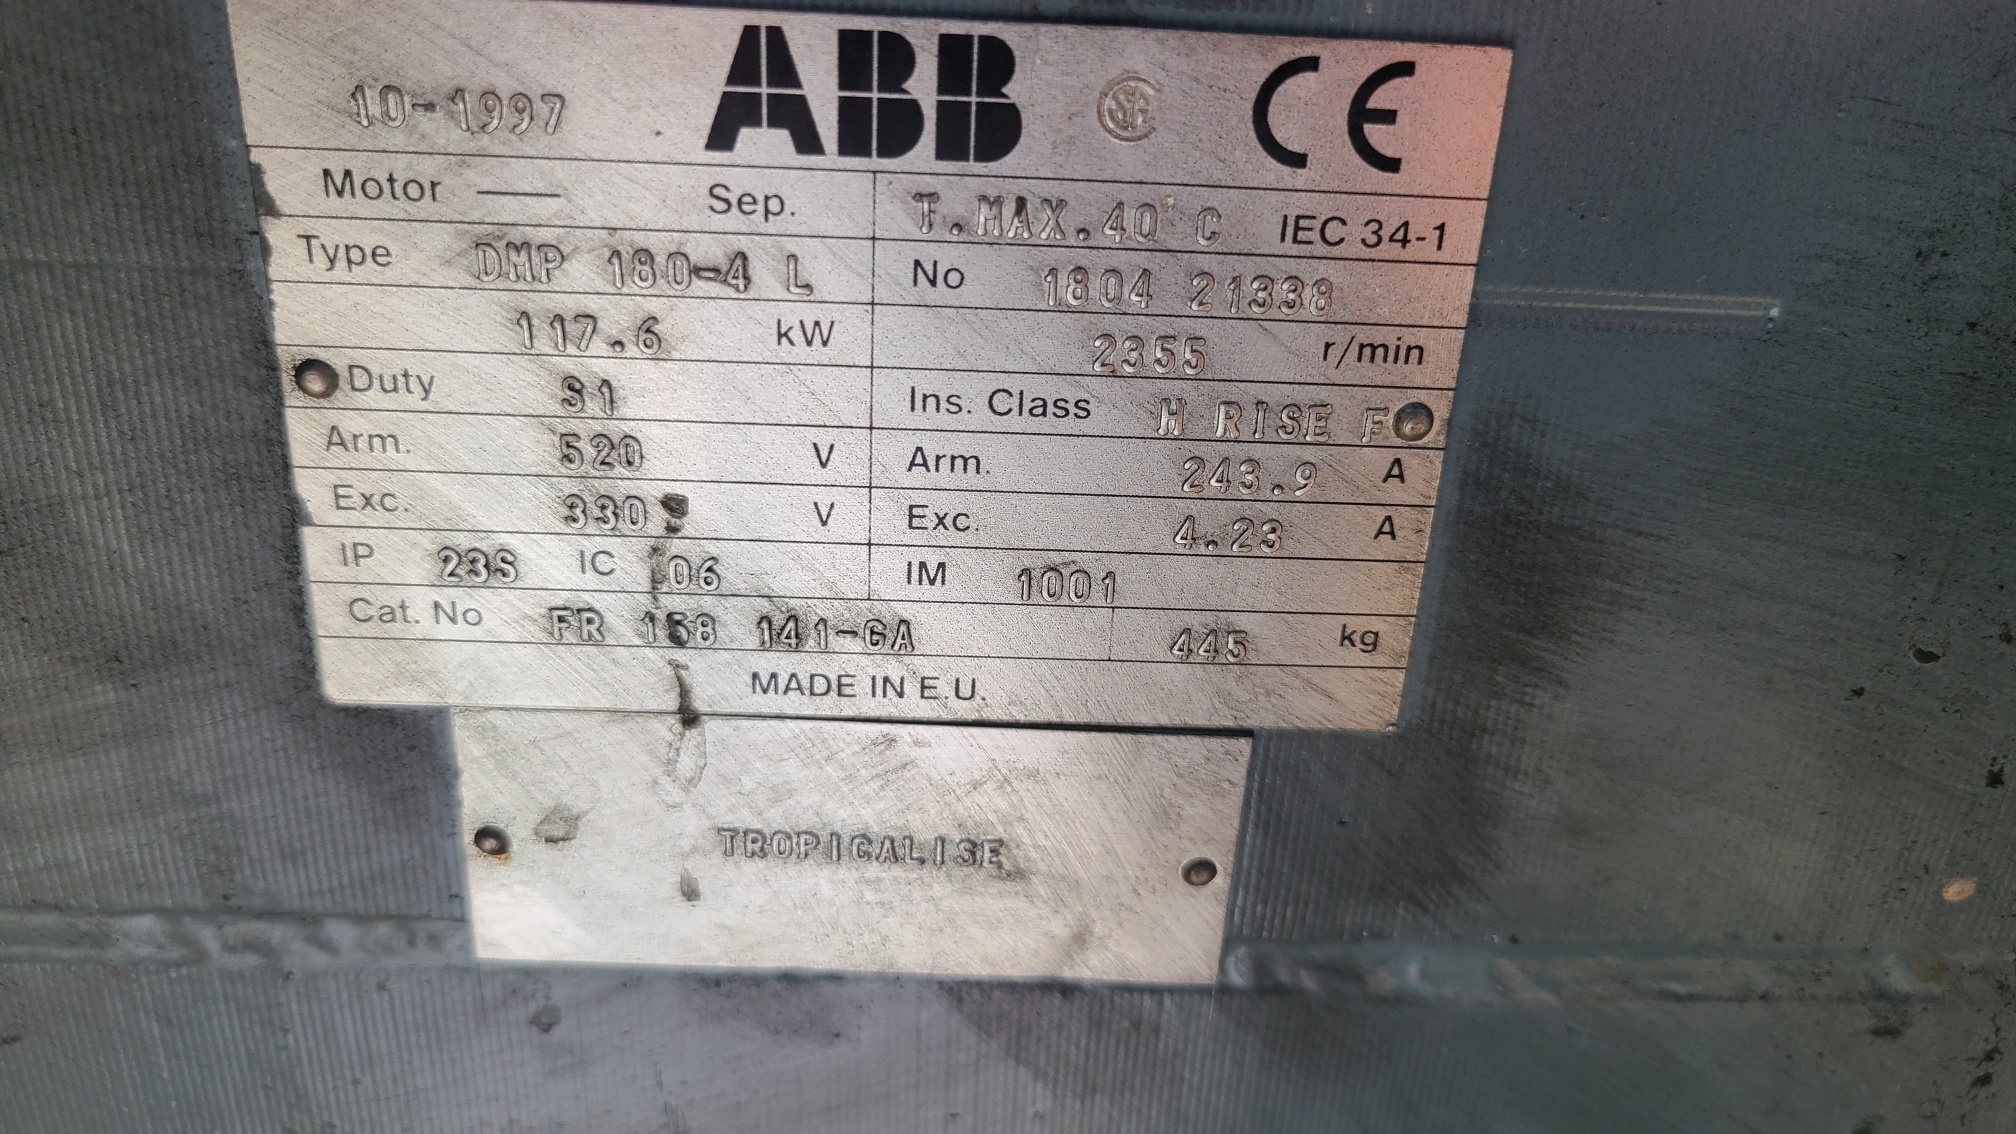 10-1997 ABB CSA CE
Motor — Sep. T.MAX.40°C IEC 34-1
Type DMP 180-4 L No 1804 21338
117.6 kW 2355 r/min
Duty S1 Ins. Class H RISE F
Arm. 520 V Arm. 243.9 A
Exc. 330 V Exc. 4.23 A
IP 23S IC 06 IM 1001
Cat. No FR 158 141-GA 445 kg
MADE IN E.U.
TROPICALISE